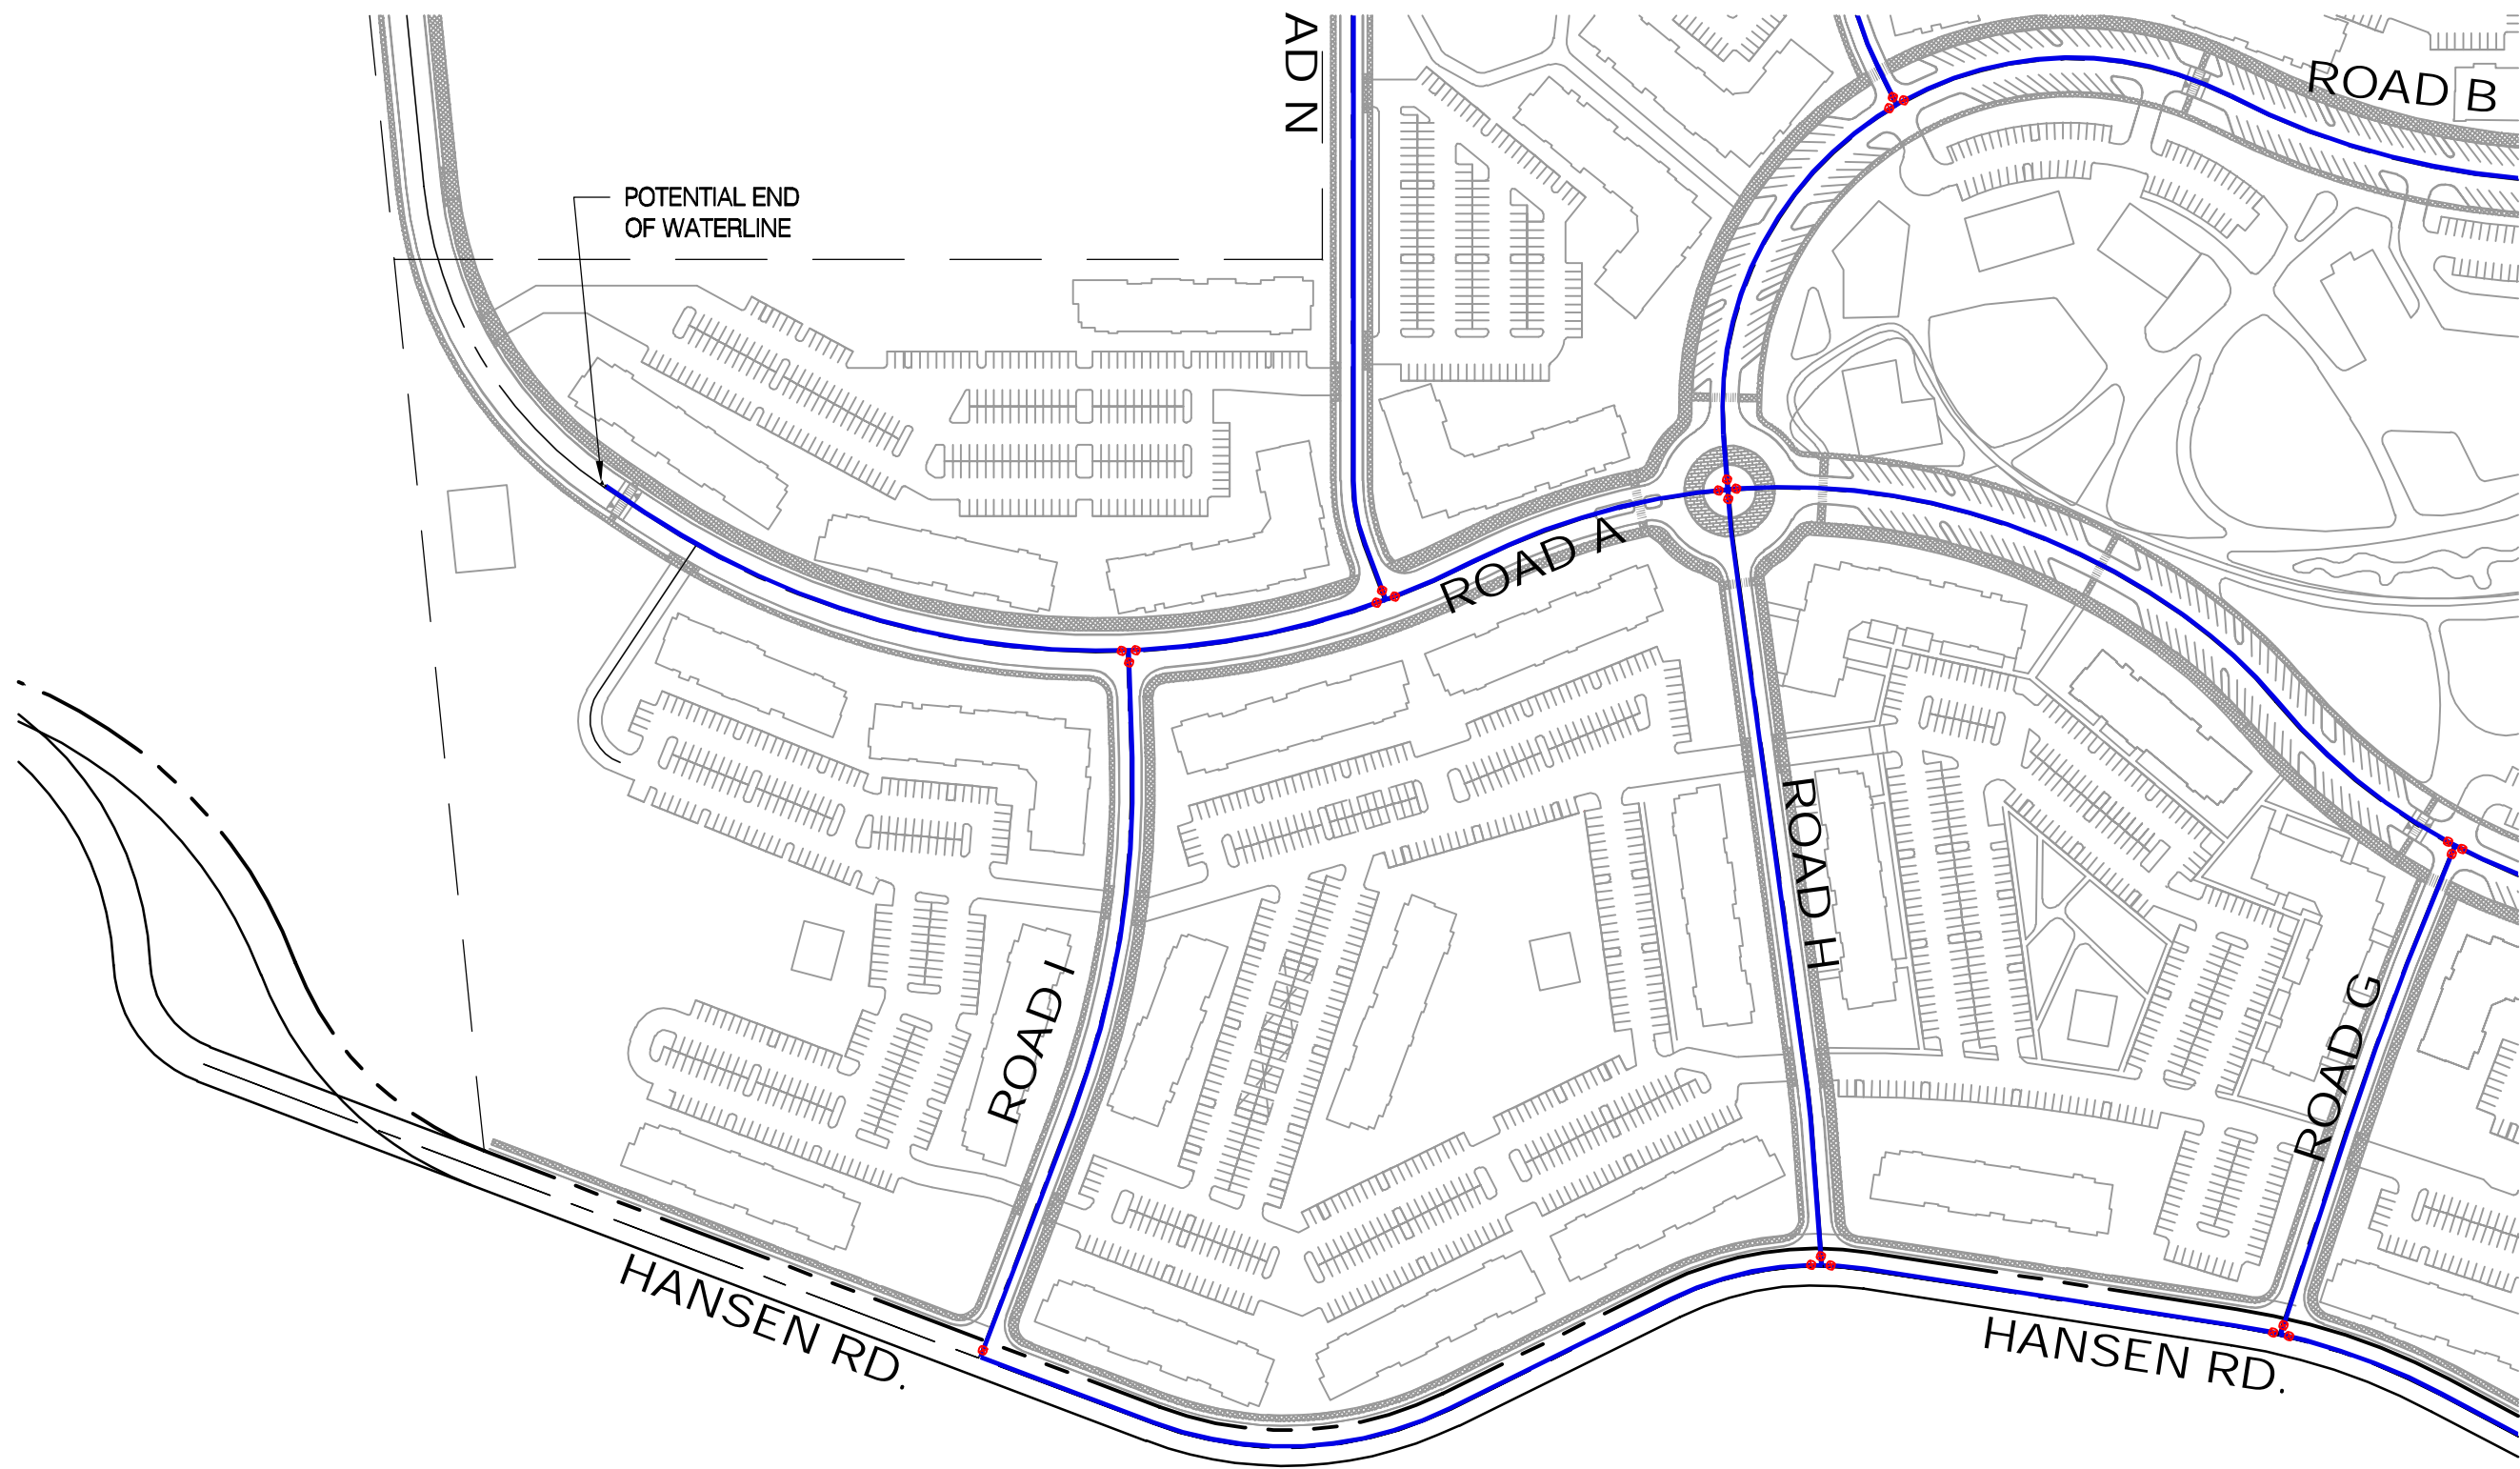 AD N
ROAD B
POTENTIAL END
OF WATERLINE
ROAD A
ROAD H
ROAD I
ROAD G
HANSEN RD.
HANSEN RD.